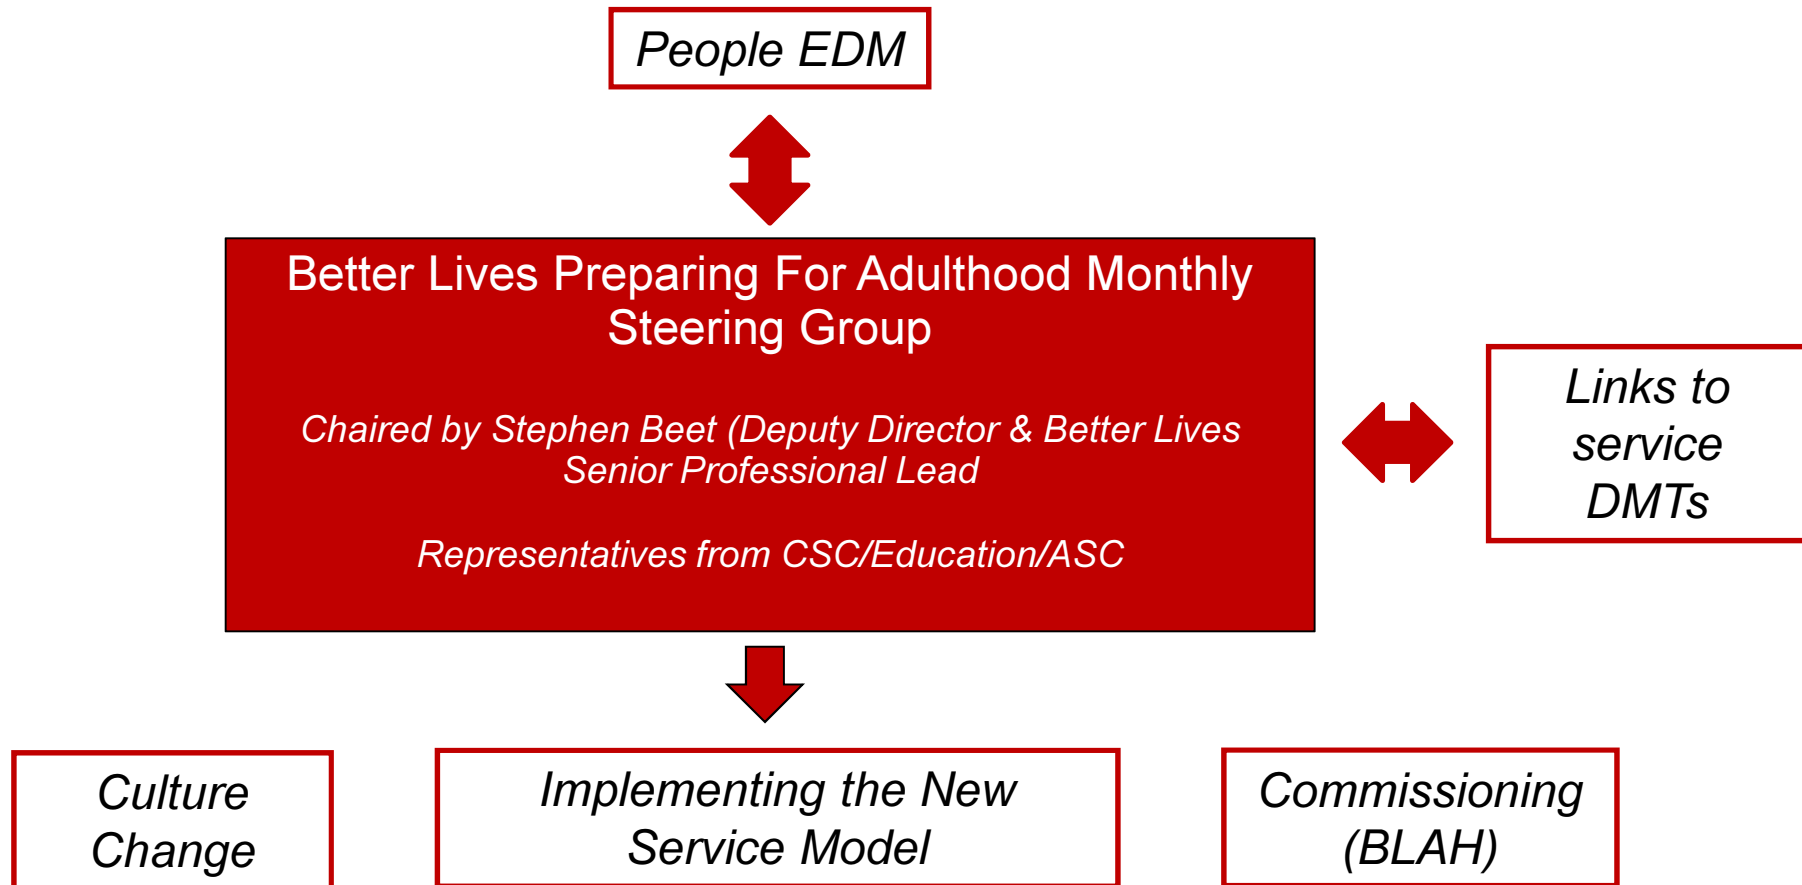 People EDM
Better Lives Preparing For Adulthood Monthly
Steering Group
Chaired by Stephen Beet (Deputy Director & Better Lives
Senior Professional Lead
Representatives from CSC/Education/ASC
Links to
service
DMTs
Culture
Change
Implementing the New
Service Model
Commissioning
(BLAH)